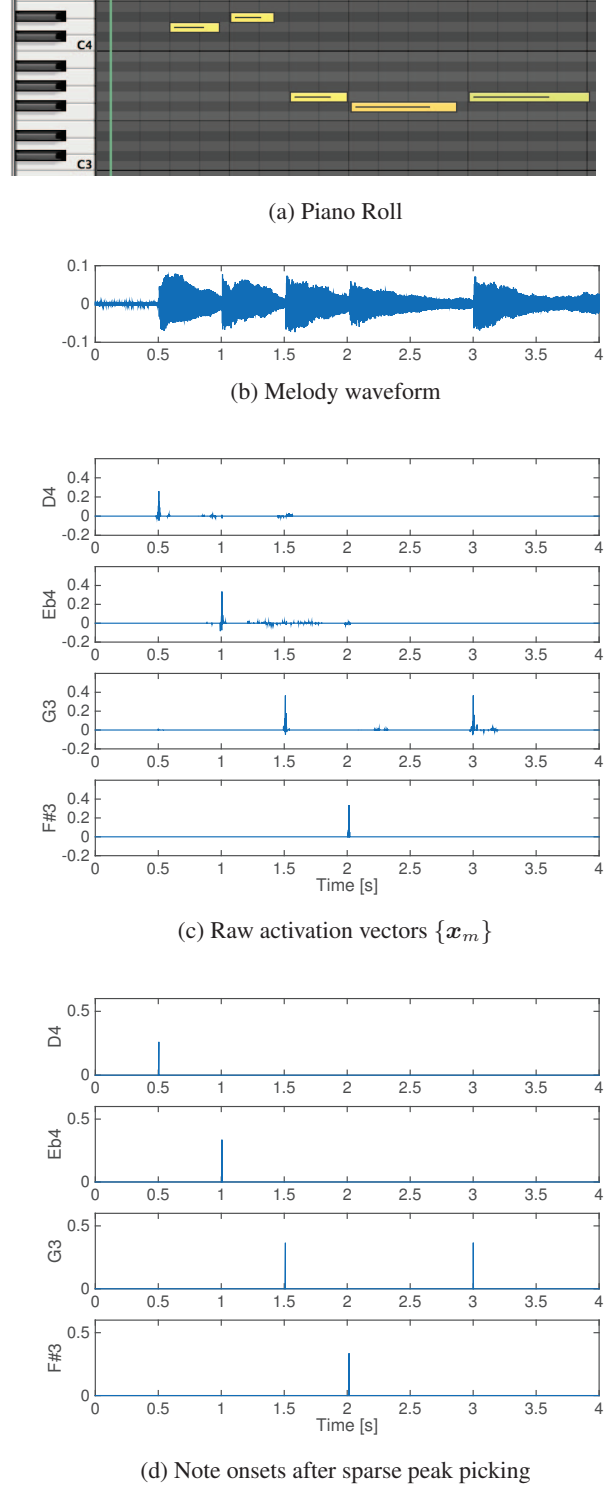 C4
C3
(a) Piano Roll
0.1
0
-0.1
0 0.5 1 1.5 2 2.5 3 3.5 4
(b) Melody waveform
D4
0.4
0.2
0
-0.2
0 0.5 1 1.5 2 2.5 3 3.5 4
Eb4
0.4
0.2
0
-0.2
0 0.5 1 1.5 2 2.5 3 3.5 4
G3
0.4
0.2
0
-0.2
0 0.5 1 1.5 2 2.5 3 3.5 4
F#3
0.4
0.2
0
-0.2
0 0.5 1 1.5 2 2.5 3 3.5 4
Time [s]
(c) Raw activation vectors {x_m}
D4
0.5
0
0 0.5 1 1.5 2 2.5 3 3.5 4
Eb4
0.5
0
0 0.5 1 1.5 2 2.5 3 3.5 4
G3
0.5
0
0 0.5 1 1.5 2 2.5 3 3.5 4
F#3
0.5
0
0 0.5 1 1.5 2 2.5 3 3.5 4
Time [s]
(d) Note onsets after sparse peak picking